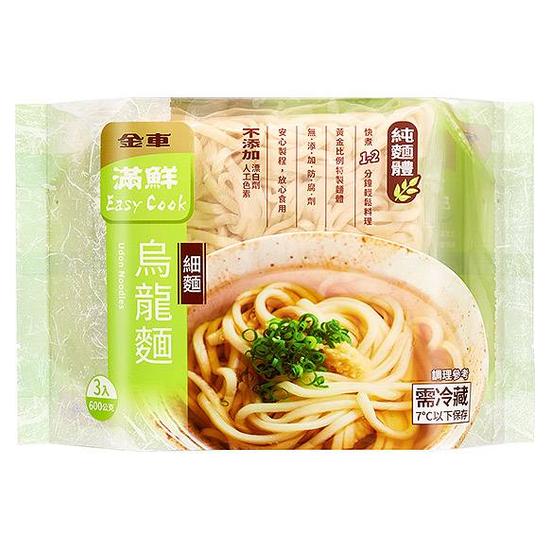 金車
滿鮮
Easy Cook
烏龍麵
Udon Noodles
細麵
3入
600公克
純麵體
快煮1-2分鐘輕鬆料理
黃金比例特製麵體
無·添·加·防·腐·劑
安心製程，放心食用
不添加漂白劑
人工色素
調理參考
需冷藏
7°C以下保存